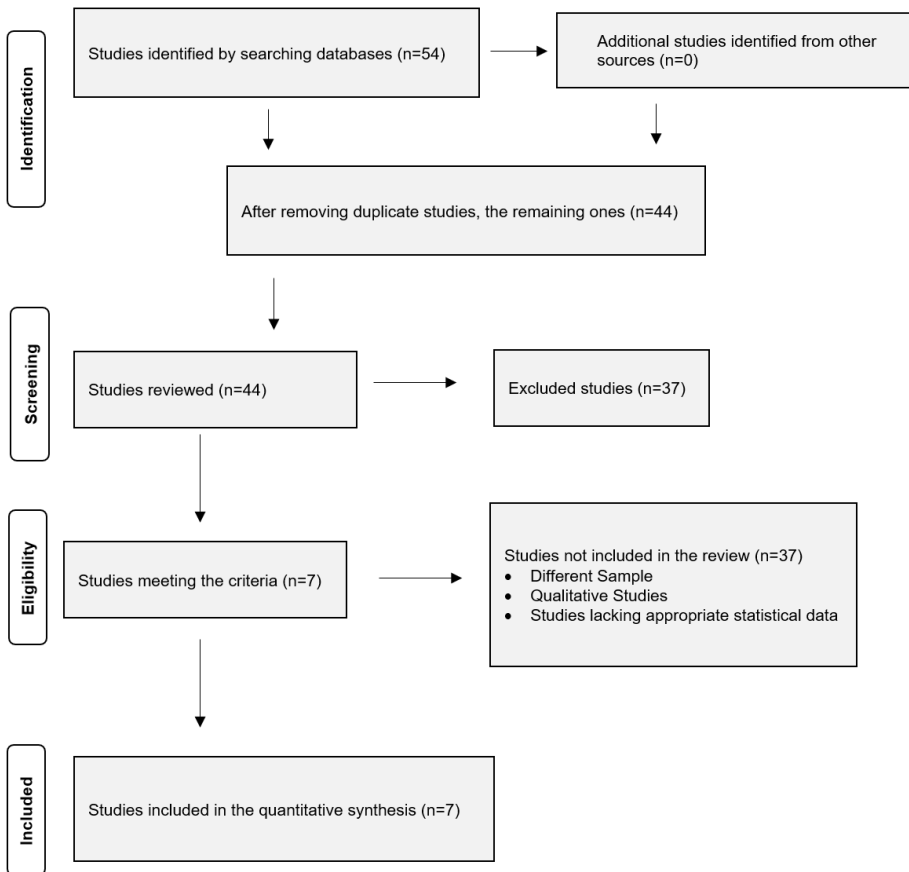 Identification
Studies identified by searching databases (n=54)
Additional studies identified from other
sources (n=0)
After removing duplicate studies, the remaining ones (n=44)
Screening
Studies reviewed (n=44)
Excluded studies (n=37)
Eligibility
Studies meeting the criteria (n=7)
Studies not included in the review (n=37)
• Different Sample
• Qualitative Studies
• Studies lacking appropriate statistical data
Included
Studies included in the quantitative synthesis (n=7)